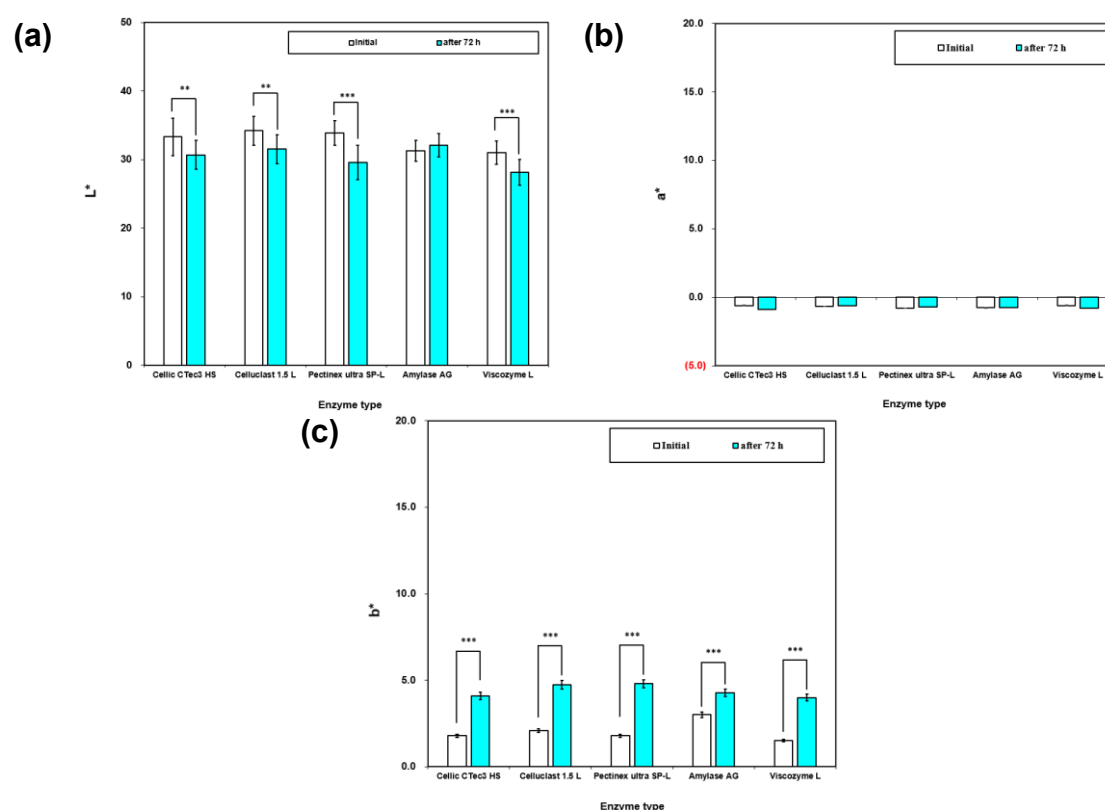 (a)
50
40
30
20
10
0
L*
Initial after 72 h
** ** *** ***
Cellic CTec3 HS Celluclast 1.5 L Pectinex ultra SP-L Amylase AG Viscozyme L
Enzyme type
(b)
20.0
15.0
10.0
5.0
0.0
(5.0)
a*
Initial after 72 h
Cellic CTec3 HS Celluclast 1.5 L Pectinex ultra SP-L Amylase AG Viscozyme L
Enzyme type
(c)
20.0
15.0
10.0
5.0
0.0
b*
Initial after 72 h
*** *** *** *** ***
Cellic CTec3 HS Celluclast 1.5 L Pectinex ultra SP-L Amylase AG Viscozyme L
Enzyme type